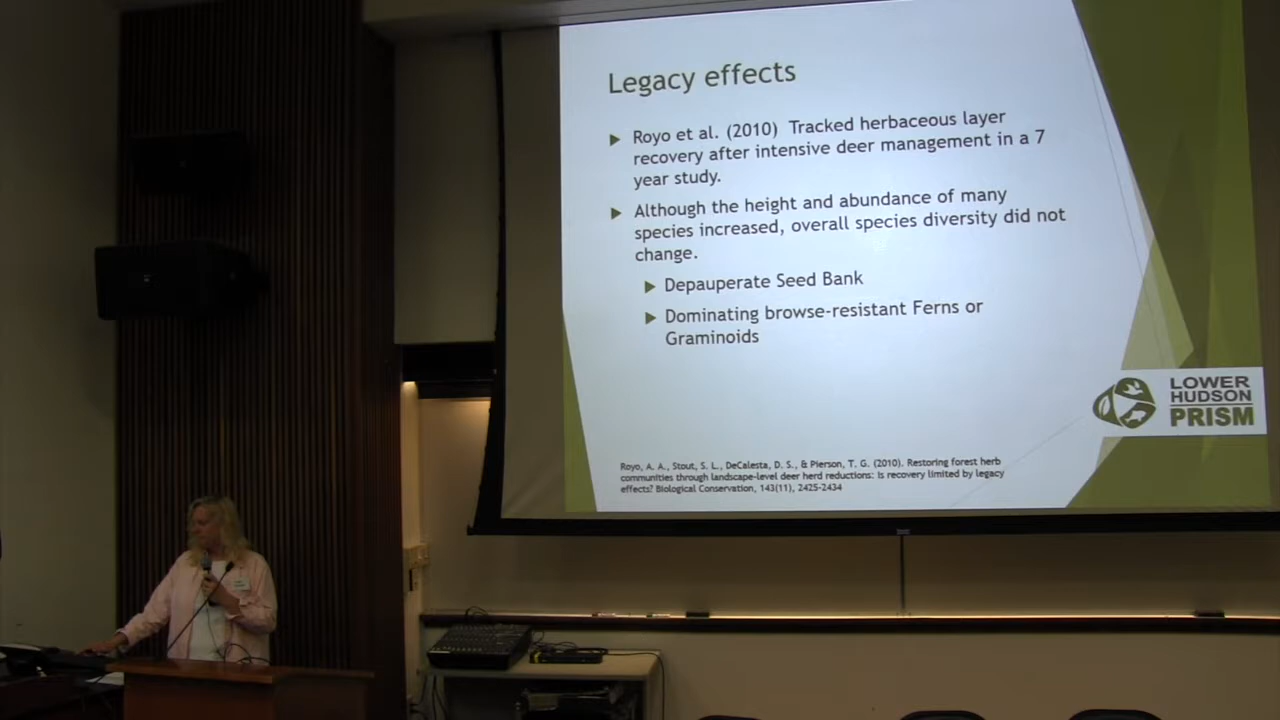 Legacy effects
Royo et al. (2010) Tracked herbaceous layer
recovery after intensive deer management in a 7
year study.
Although the height and abundance of many
species increased, overall species diversity did not
change.
Depauperate Seed Bank
Dominating browse-resistant Ferns or
Graminoids
LOWER
HUDSON
PRISM
Royo, A. A., Stout, S. L., DeCalesta, D. S., & Pierson, T. G. (2010). Restoring forest herb
communities through landscape-level deer herd reductions: Is recovery limited by legacy
effects? Biological Conservation, 143(11), 2425-2434